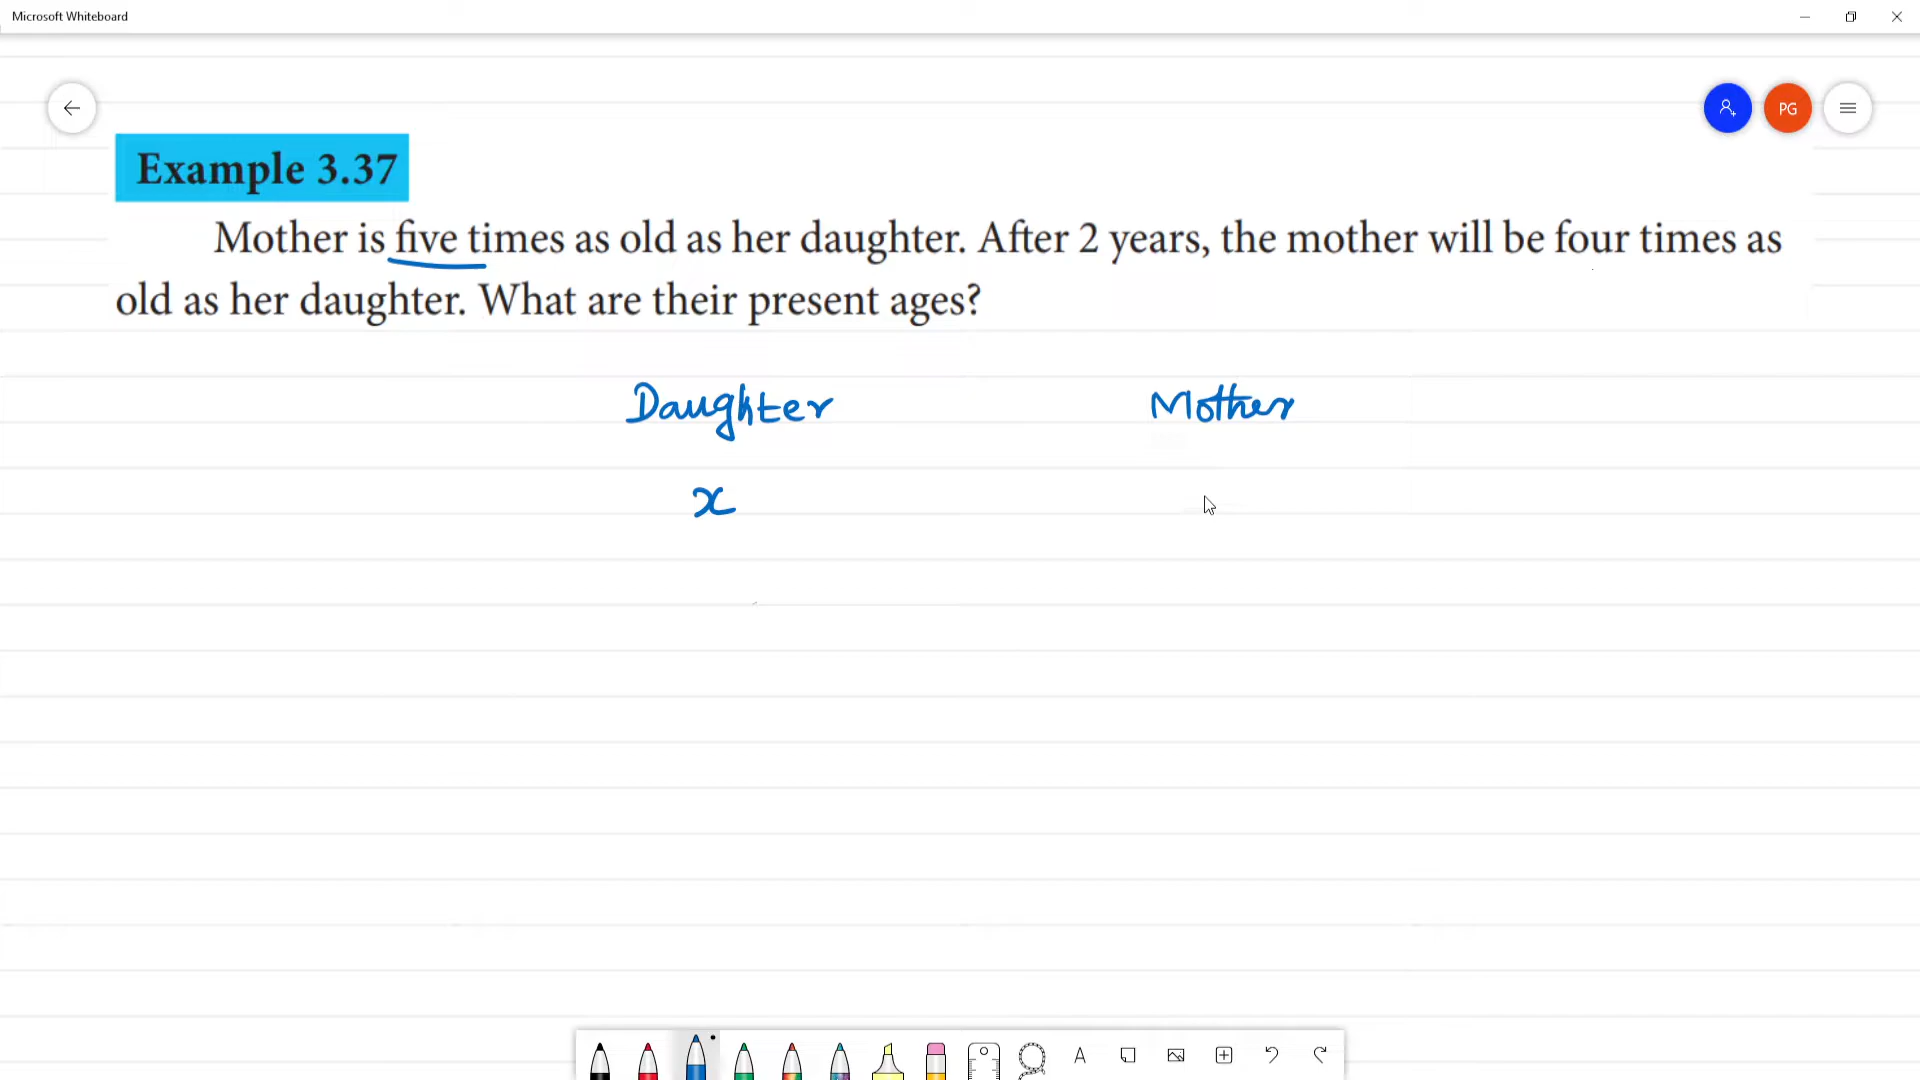 Microsoft Whiteboard
PG
Example 3.37
Mother is five times as old as her daughter. After 2 years, the mother will be four times as
old as her daughter. What are their present ages?
Daughter Mother
x
A